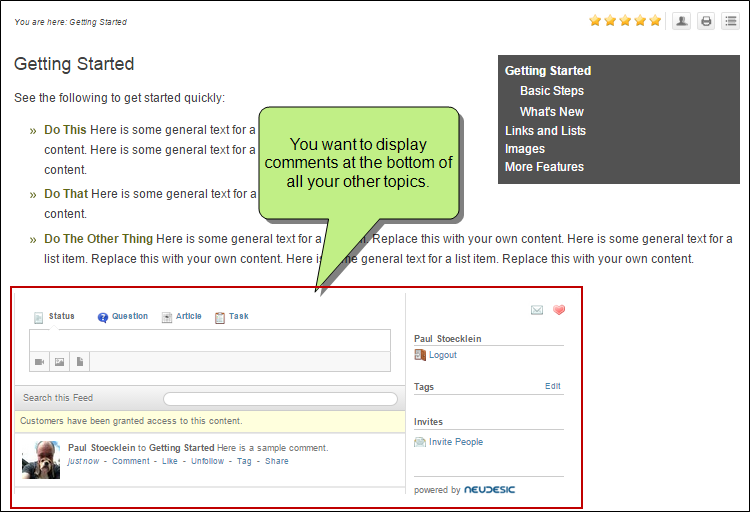 You are here: Getting Started
Getting Started
See the following to get started quickly:
» Do This Here is some general text for a
content. Here is some general text for a
content.
» Do That Here is some general text for a
content.
» Do The Other Thing Here is some general text for a Replace this with your own content. Here is some general text for a
list item. Replace this with your own content. Here is some general text for a list item. Replace this with your own content.
Getting Started
Basic Steps
What's New
Links and Lists
Images
More Features
You want to display
comments at the bottom of
all your other topics.
Status Question Article Task
Search this Feed
Customers have been granted access to this content.
Paul Stoecklein to Getting Started Here is a sample comment.
just now - Comment - Like - Unfollow - Tag - Share
Paul Stoecklein
Logout
Tags Edit
Invites
Invite People
powered by NEUDESIC